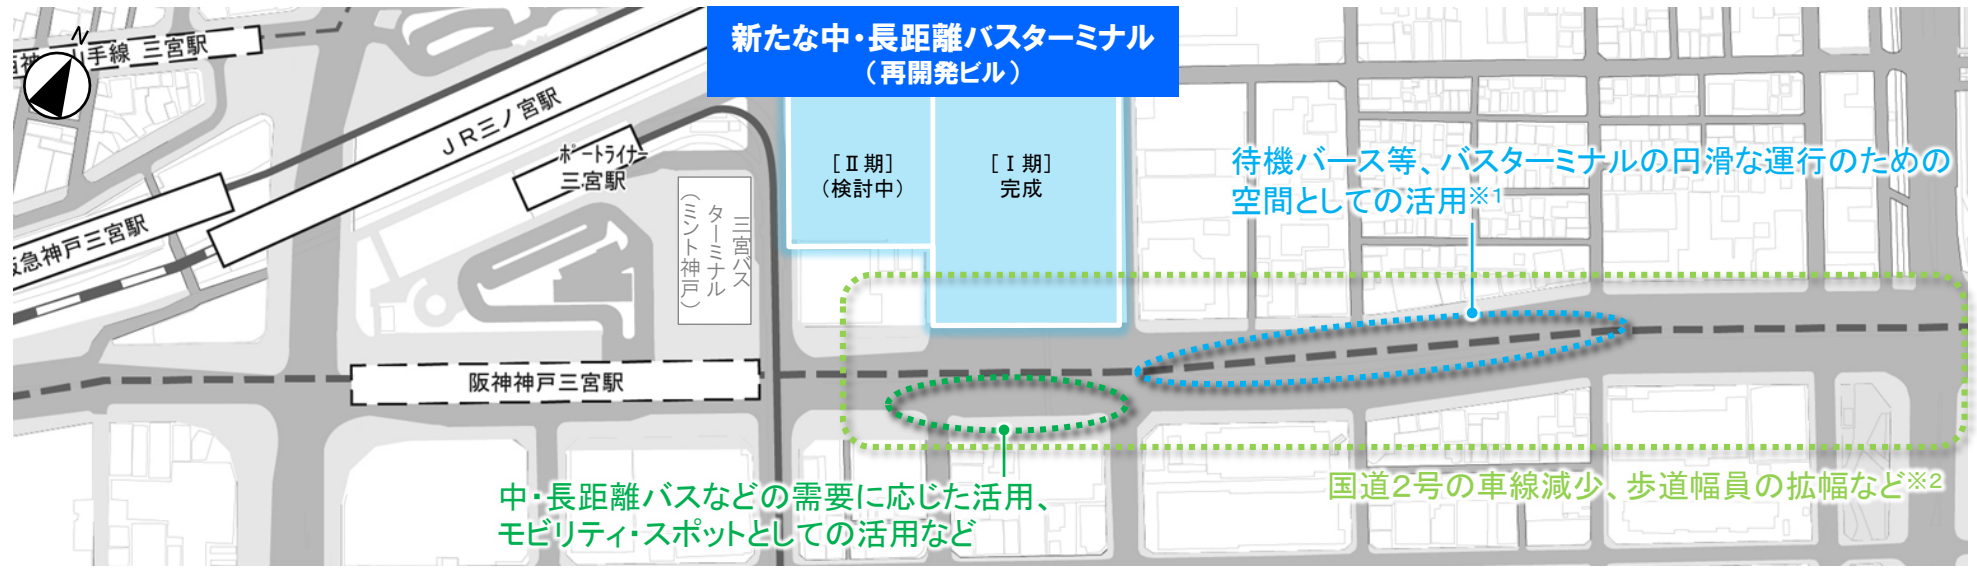 N
山手線 三宮駅
新たな中・長距離バスターミナル
（再開発ビル）
JR三ノ宮駅
ポートライナー
三宮駅
［Ⅱ期］
（検討中）
［Ⅰ期］
完成
待機バース等、バスターミナルの円滑な運行のための
空間としての活用※1
急神戸三宮駅
三宮バス
ターミナル
（ミント神戸）
阪神神戸三宮駅
中・長距離バスなどの需要に応じた活用、
モビリティ・スポットとしての活用など
国道2号の車線減少、歩道幅員の拡幅など※2